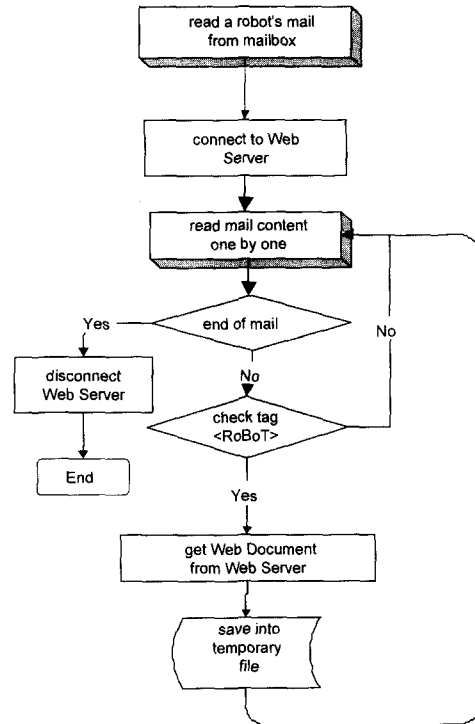 read a robot's mail
from mailbox
connect to Web
Server
read mail content
one by one
Yes
end of mail
No
No
disconnect
Web Server
check tag
<RoBoT>
End
Yes
get Web Document
from Web Server
save into
temporary
file